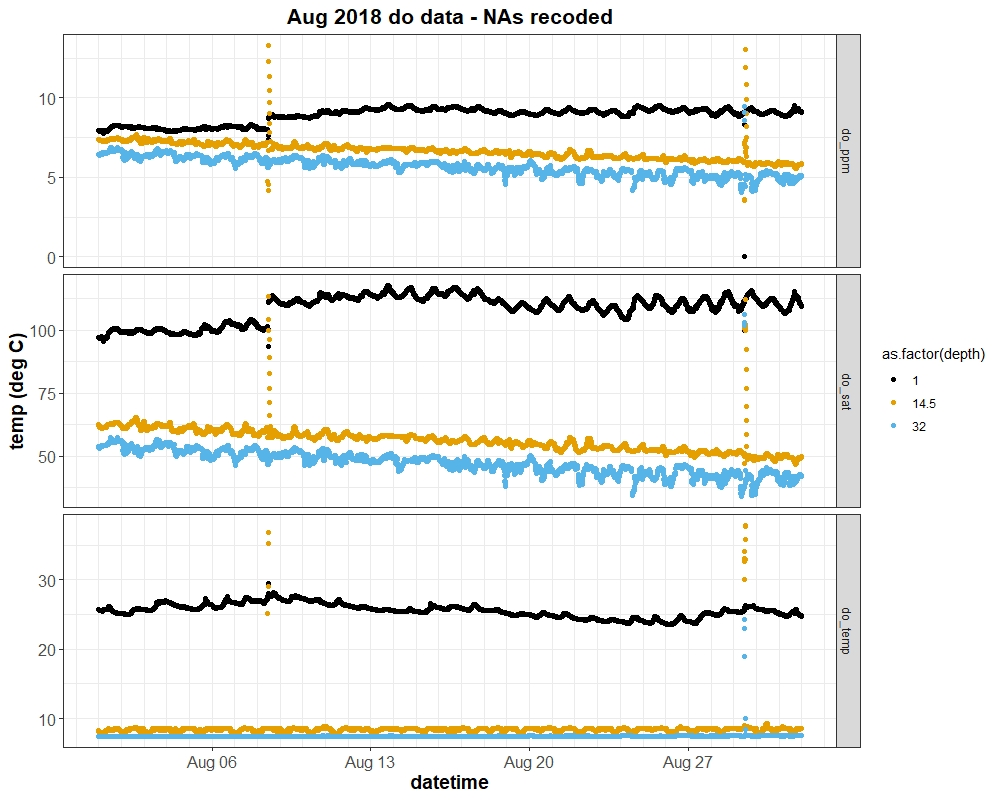 Aug 2018 do data - NAs recoded
10
5
0
do_ppm
100
75
50
do_sat
30
20
10
do_temp
temp (deg C)
Aug 06 Aug 13 Aug 20 Aug 27
datetime
as.factor(depth)
1
14.5
32